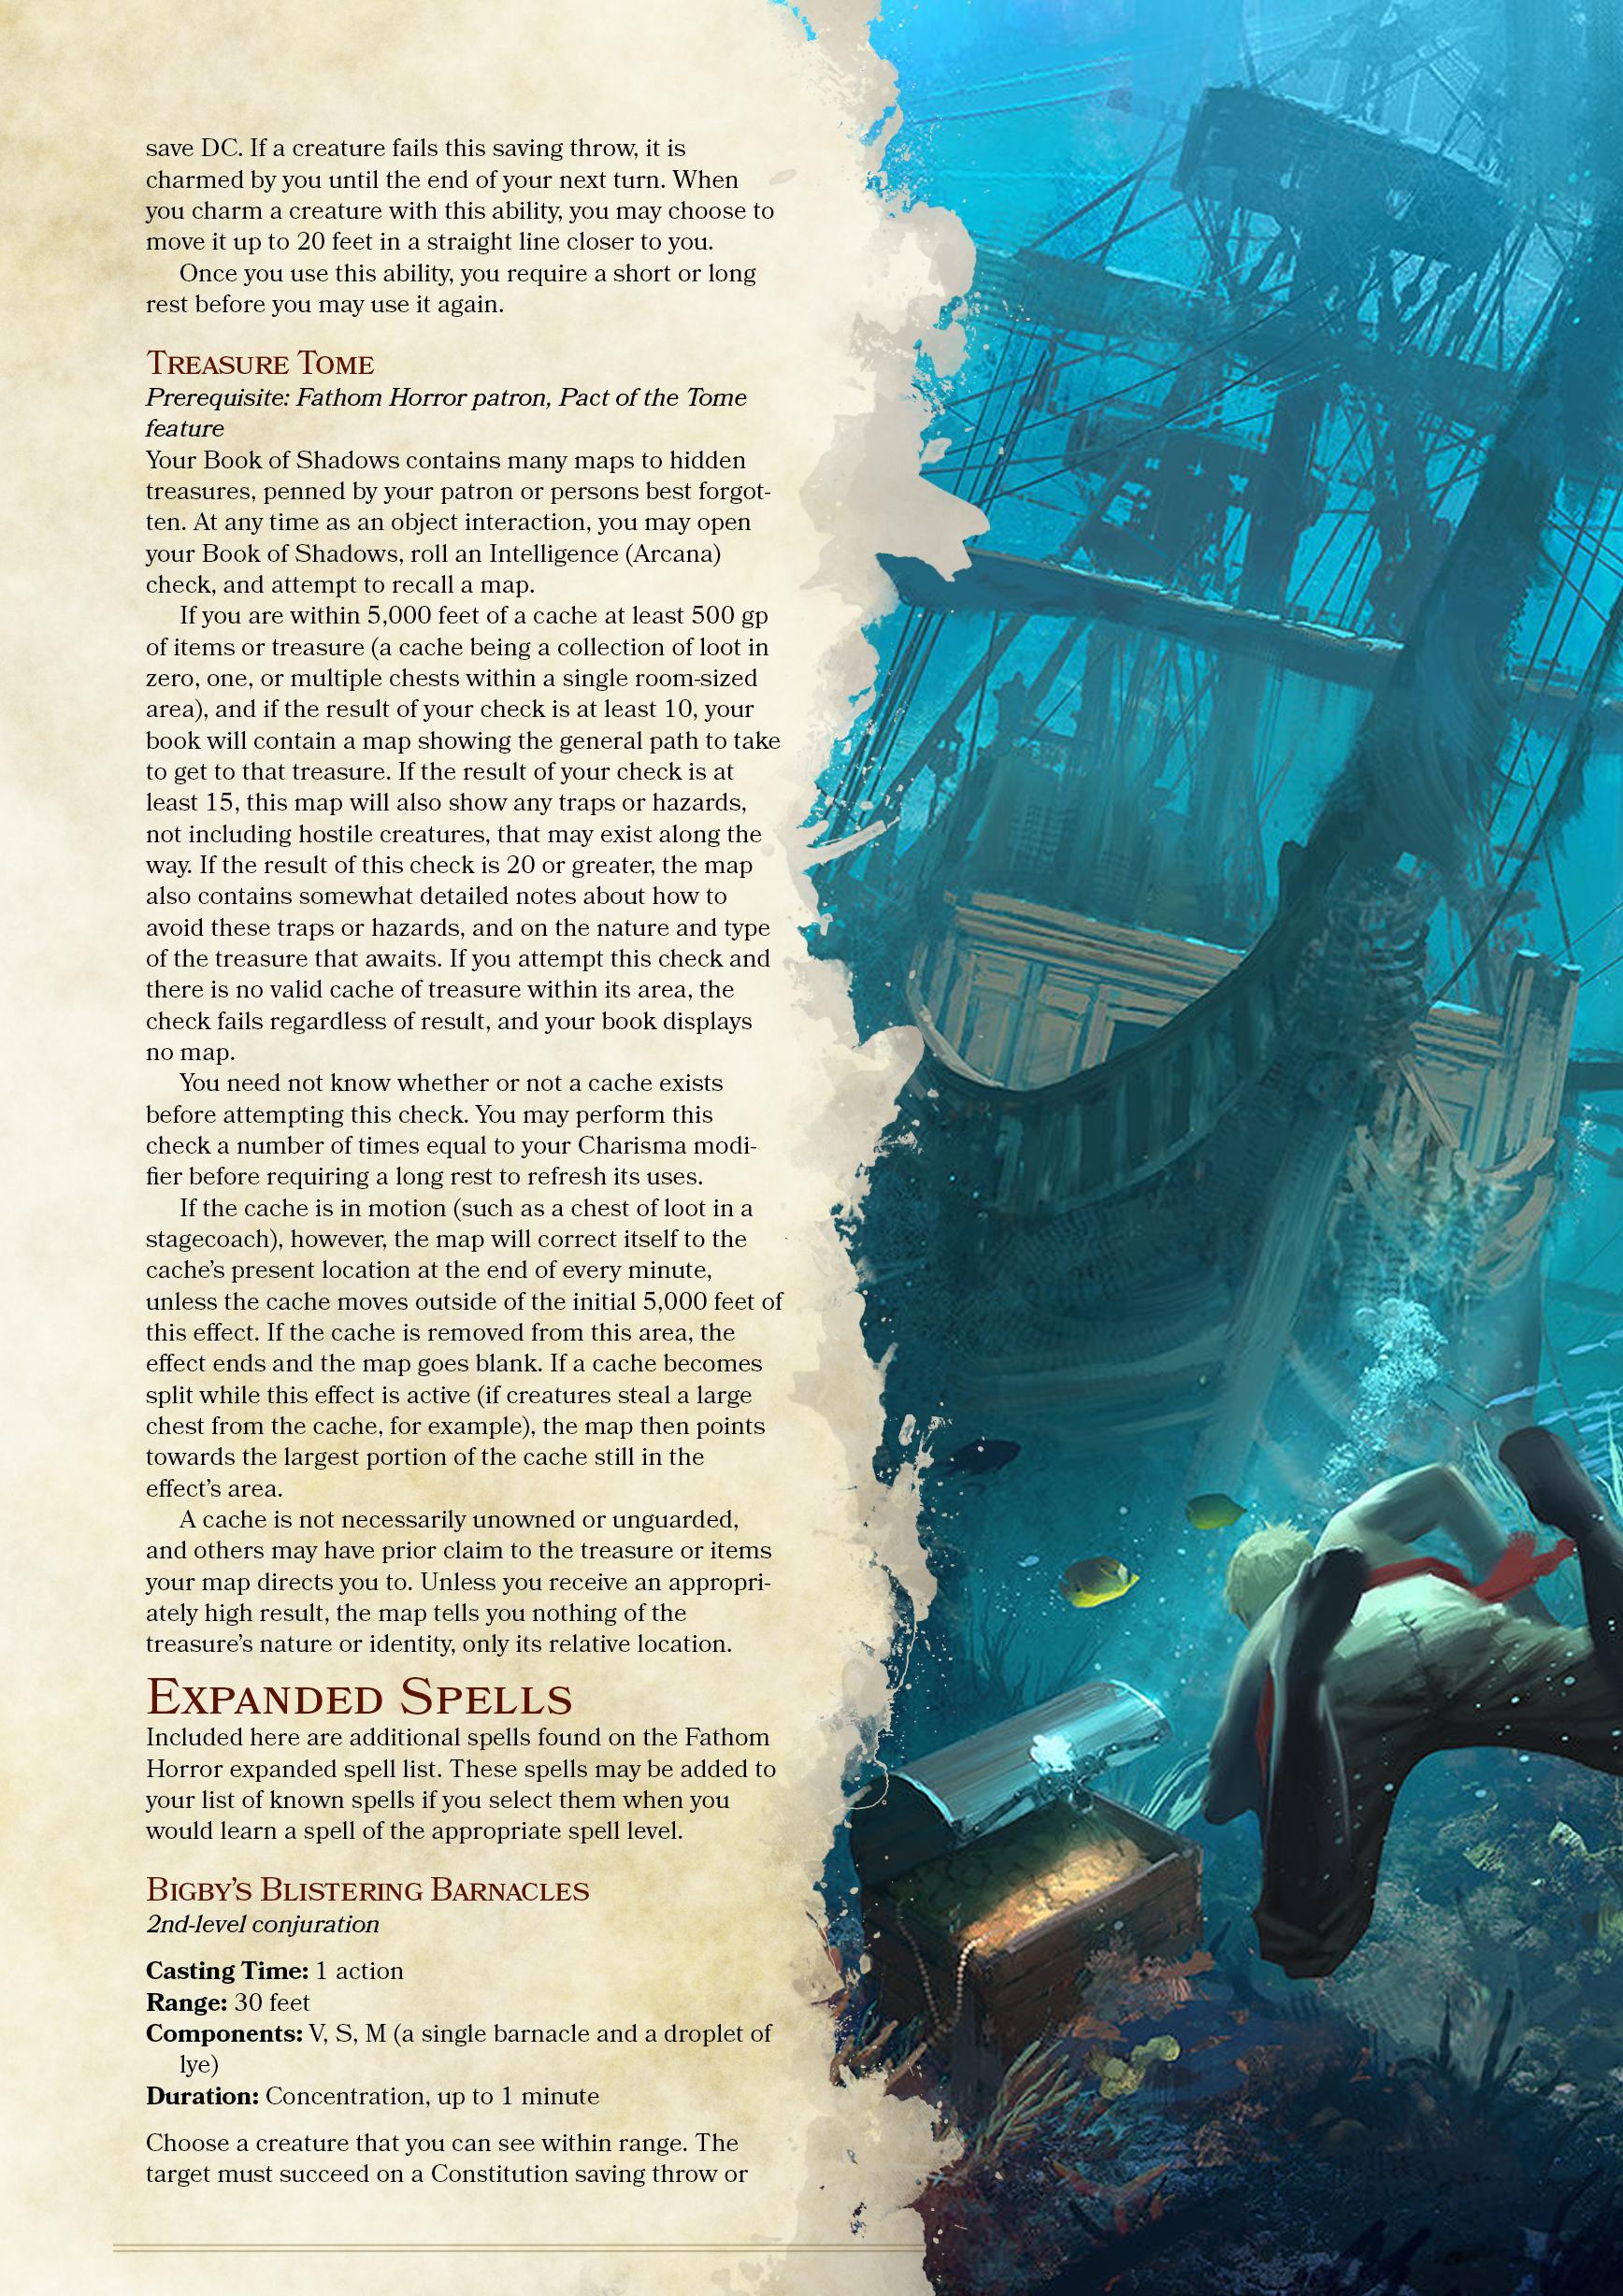 save DC. If a creature fails this saving throw, it is
charmed by you until the end of your next turn. When
you charm a creature with this ability, you may choose to
move it up to 20 feet in a straight line closer to you.
Once you use this ability, you require a short or long
rest before you may use it again.
Treasure Tome
Prerequisite: Fathom Horror patron, Pact of the Tome
feature
Your Book of Shadows contains many maps to hidden
treasures, penned by your patron or persons best forgot-
ten. At any time as an object interaction, you may open
your Book of Shadows, roll an Intelligence (Arcana)
check, and attempt to recall a map.
If you are within 5,000 feet of a cache at least 500 gp
of items or treasure (a cache being a collection of loot in
zero, one, or multiple chests within a single room-sized
area), and if the result of your check is at least 10, your
book will contain a map showing the general path to take
to get to that treasure. If the result of your check is at
least 15, this map will also show any traps or hazards,
not including hostile creatures, that may exist along the
way. If the result of this check is 20 or greater, the map
also contains somewhat detailed notes about how to
avoid these traps or hazards, and on the nature and type
of the treasure that awaits. If you attempt this check and
there is no valid cache of treasure within its area, the
check fails regardless of result, and your book displays
no map.
You need not know whether or not a cache exists
before attempting this check. You may perform this
check a number of times equal to your Charisma modi-
fier before requiring a long rest to refresh its uses.
If the cache is in motion (such as a chest of loot in a
stagecoach), however, the map will correct itself to the
cache's present location at the end of every minute,
unless the cache moves outside of the initial 5,000 feet of
this effect. If the cache is removed from this area, the
effect ends and the map goes blank. If a cache becomes
split while this effect is active (if creatures steal a large
chest from the cache, for example), the map then points
towards the largest portion of the cache still in the
effect's area.
A cache is not necessarily unowned or unguarded,
and others may have prior claim to the treasure or items
your map directs you to. Unless you receive an appropri-
ately high result, the map tells you nothing of the
treasure's nature or identity, only its relative location.
Expanded Spells
Included here are additional spells found on the Fathom
Horror expanded spell list. These spells may be added to
your list of known spells if you select them when you
would learn a spell of the appropriate spell level.
Bigby's Blistering Barnacles
2nd-level conjuration
Casting Time: 1 action
Range: 30 feet
Components: V, S, M (a single barnacle and a droplet of
lye)
Duration: Concentration, up to 1 minute
Choose a creature that you can see within range. The
target must succeed on a Constitution saving throw or